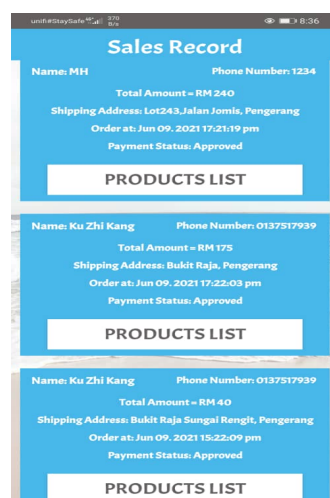 unifi#StaySafe 4G 370 B/s 8:36
Sales Record
Name: MH Phone Number: 1234
Total Amount = RM 240
Shipping Address: Lot243,Jalan Jomis, Pengerang
Order at: Jun 09. 2021 17:21:19 pm
Payment Status: Approved
PRODUCTS LIST
Name: Ku Zhi Kang Phone Number: 0137517939
Total Amount = RM 175
Shipping Address: Bukit Raja, Pengerang
Order at: Jun 09. 2021 17:22:03 pm
Payment Status: Approved
PRODUCTS LIST
Name: Ku Zhi Kang Phone Number: 0137517939
Total Amount = RM 40
Shipping Address: Bukit Raja Sungai Rengit, Pengerang
Order at: Jun 09. 2021 15:22:09 pm
Payment Status: Approved
PRODUCTS LIST